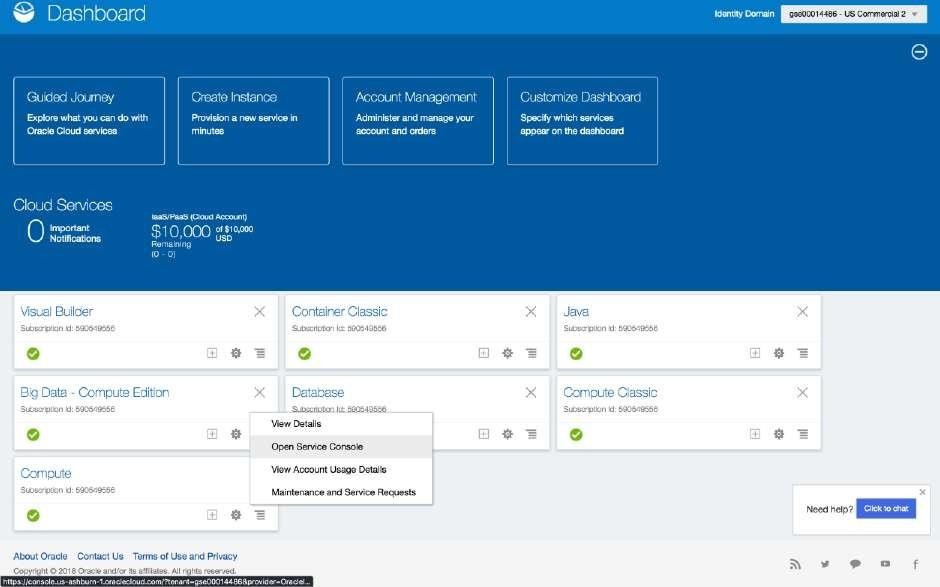 Dashboard
Identity Domain
gse00014486 - US Commercial 2
Guided Journey
Explore what you can do with
Oracle Cloud services
Create Instance
Provision a new service in
minutes
Account Management
Administer and manage your
account and orders
Customize Dashboard
Specify which services
appear on the dashboard
Cloud Services
0 Important
Notifications
IaaS/PaaS (Cloud Account)
$10,000 of $10,000
USD
Remaining
(0 - 0)
Visual Builder
Subscription Id: 590549556
Container Classic
Subscription Id: 590549556
Java
Subscription Id: 590549556
Big Data - Compute Edition
Subscription Id: 590549556
Database
Subscription Id: 590549556
Compute Classic
Subscription Id: 590549556
View Details
Open Service Console
View Account Usage Details
Maintenance and Service Requests
Compute
Subscription Id: 590549556
Need help? Click to chat
About Oracle Contact Us Terms of Use and Privacy
Copyright © 2018 Oracle and/or its affiliates. All rights reserved.
https://console.us-ashburn-1.oraclecloud.com/?tenant=gse00014486&provider=Oracle...